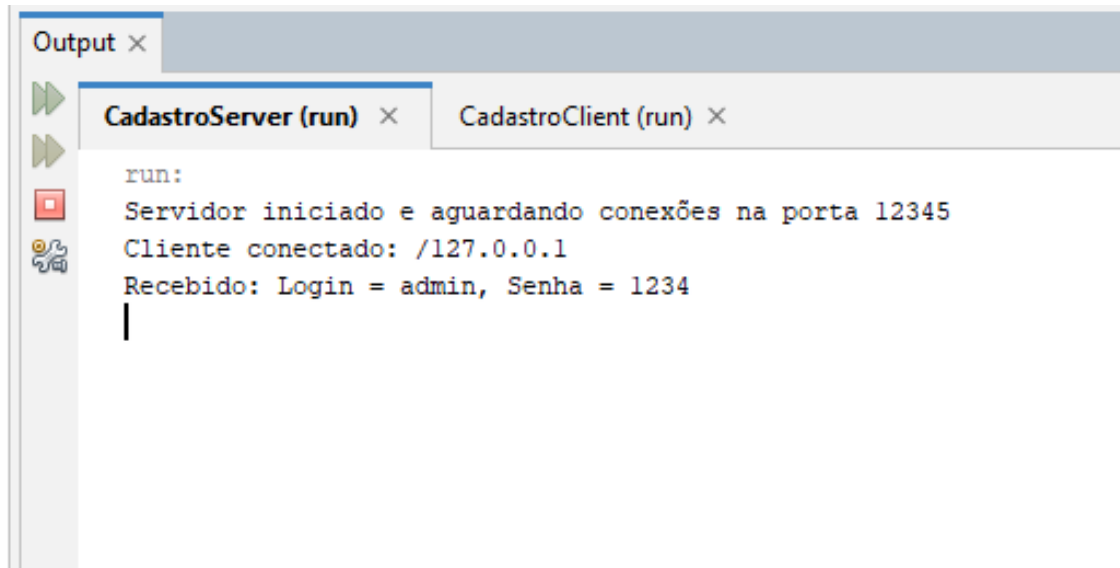 Output
CadastroServer (run) CadastroClient (run)
run:
Servidor iniciado e aguardando conexões na porta 12345
Cliente conectado: /127.0.0.1
Recebido: Login = admin, Senha = 1234